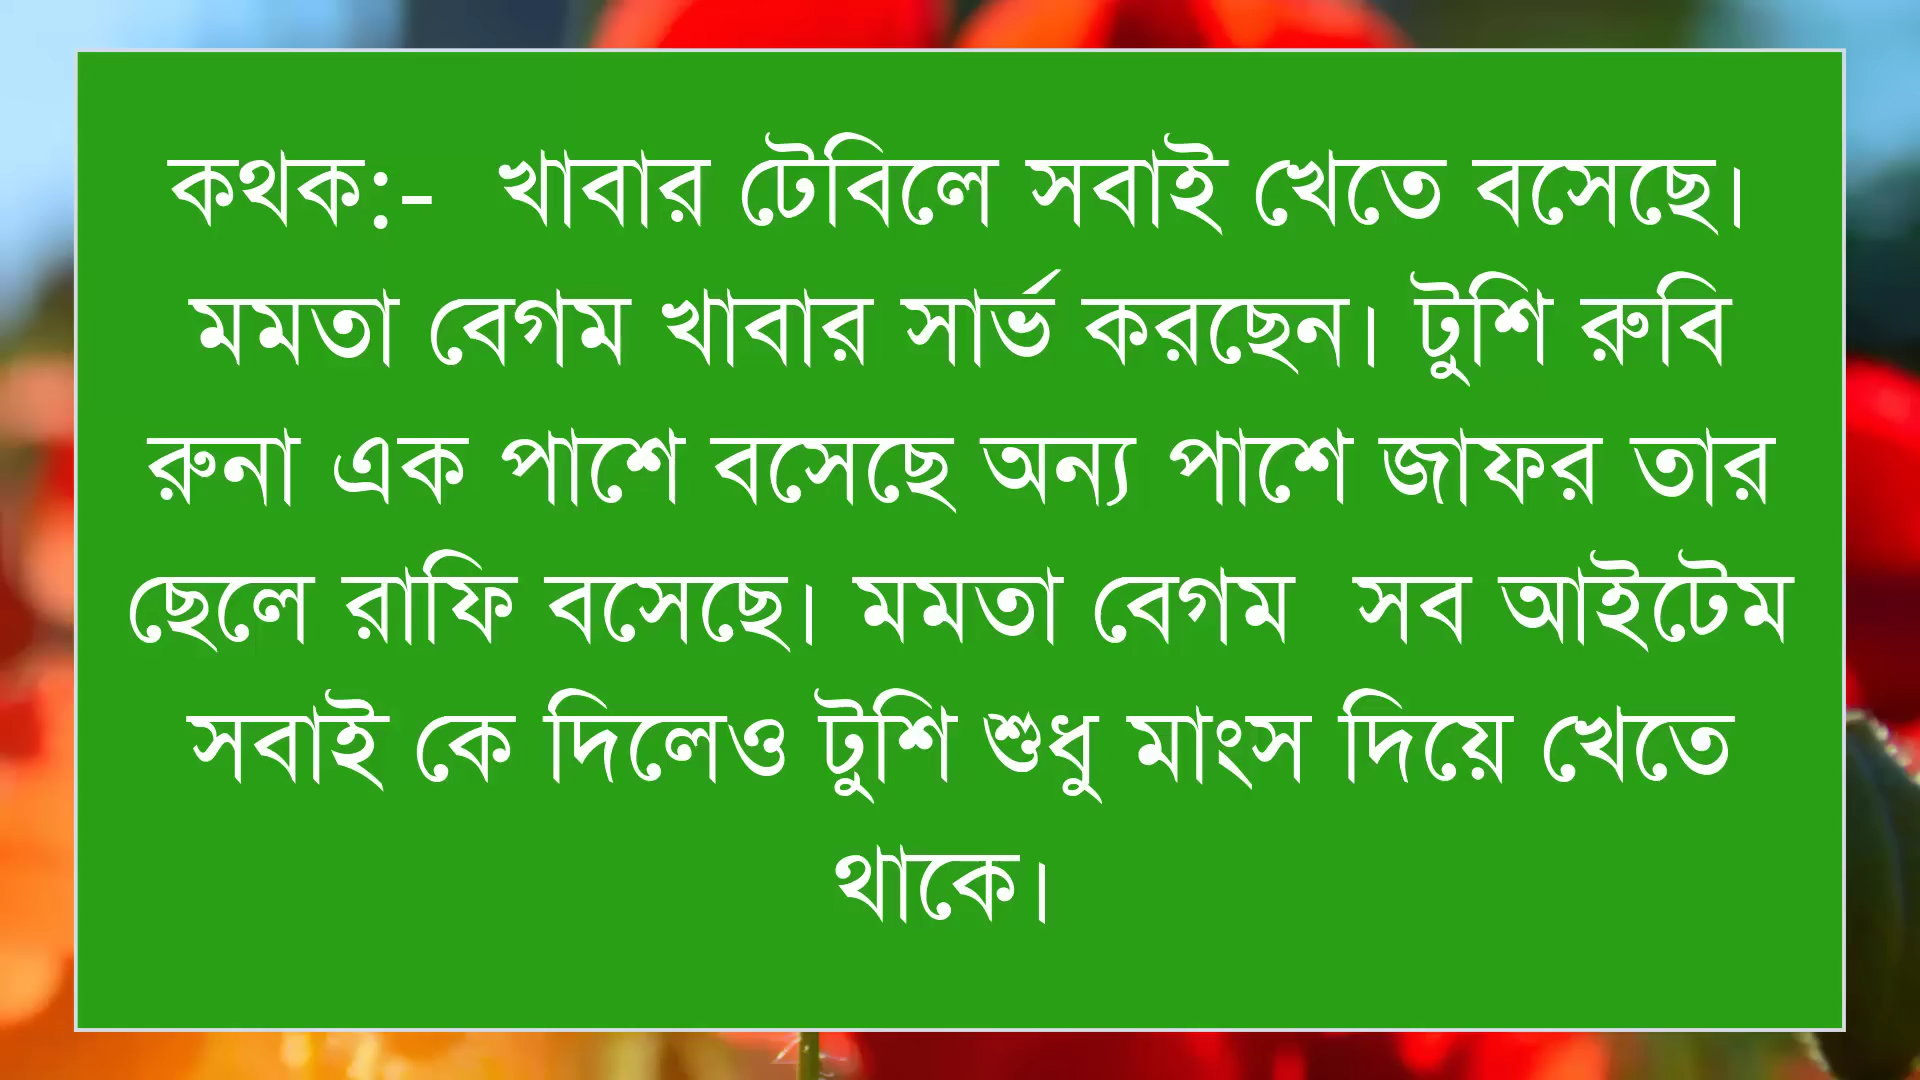 কথক:-  খাবার টেবিলে সবাই খেতে বসেছে।
মমতা বেগম খাবার সার্ভ করছেন। টুশি রুবি
রুনা এক পাশে বসেছে অন্য পাশে জাফর তার
ছেলে রাফি বসেছে। মমতা বেগম  সব আইটেম
সবাই কে দিলেও টুশি শুধু মাংস দিয়ে খেতে
থাকে।